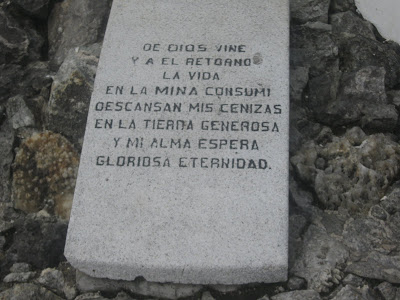 DE DIOS VINE
Y A EL RETORNO
LA VIDA
EN LA MINA CONSUMI
DESCANSAN MIS CENIZAS
EN LA TIERRA GENEROSA
Y MI ALMA ESPERA
GLORIOSA ETERNIDAD.